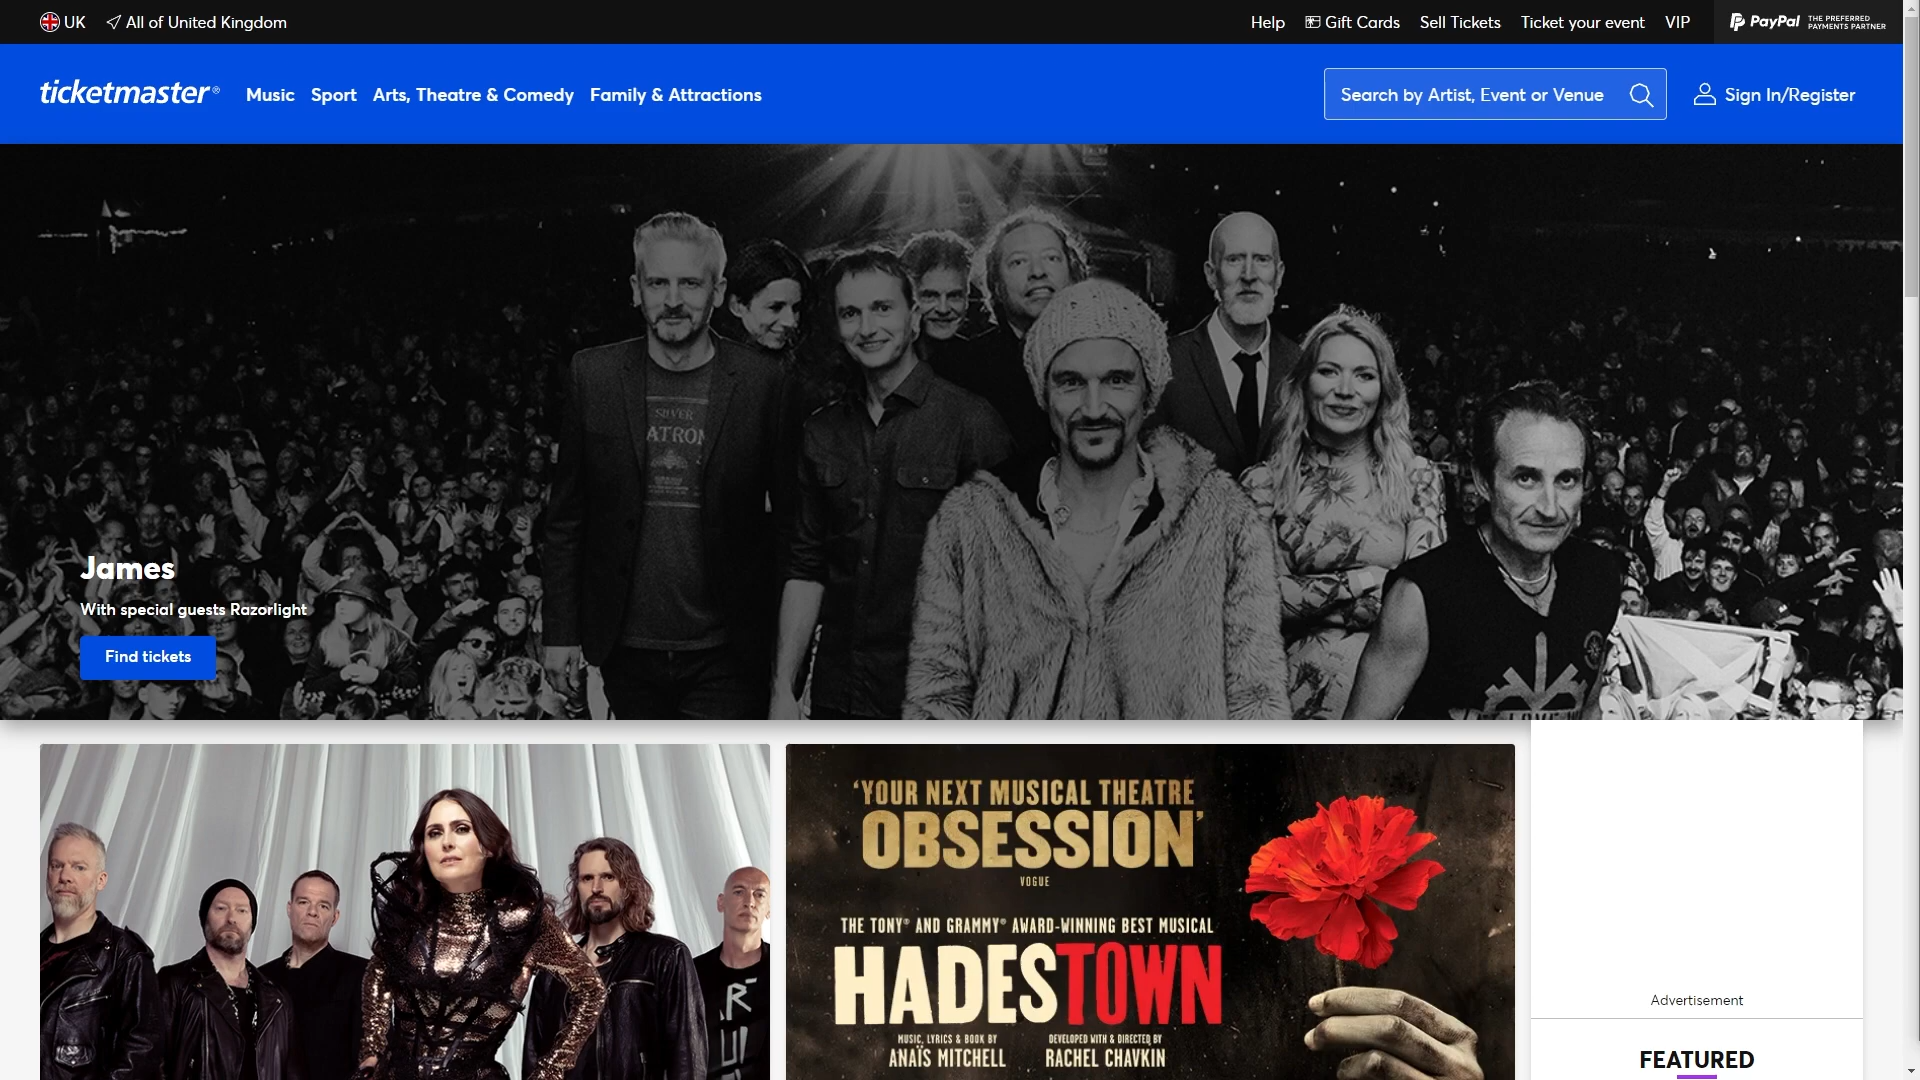 UK
All of United Kingdom
Help
Gift Cards
Sell Tickets
Ticket your event
VIP
PayPal
THE PREFERRED
PAYMENTS PARTNER
ticketmaster®
Music
Sport
Arts, Theatre & Comedy
Family & Attractions
Search by Artist, Event or Venue
Sign In/Register
SILVER
James
With special guests Razorlight
Find tickets
'YOUR NEXT MUSICAL THEATRE
OBSESSION'
VOGUE
THE TONY® AND GRAMMY® AWARD-WINNING BEST MUSICAL
HADESTOWN
MUSIC, LYRICS & BOOK BY
ANAÏS MITCHELL
DEVELOPED WITH & DIRECTED BY
RACHEL CHAVKIN
Advertisement
FEATURED